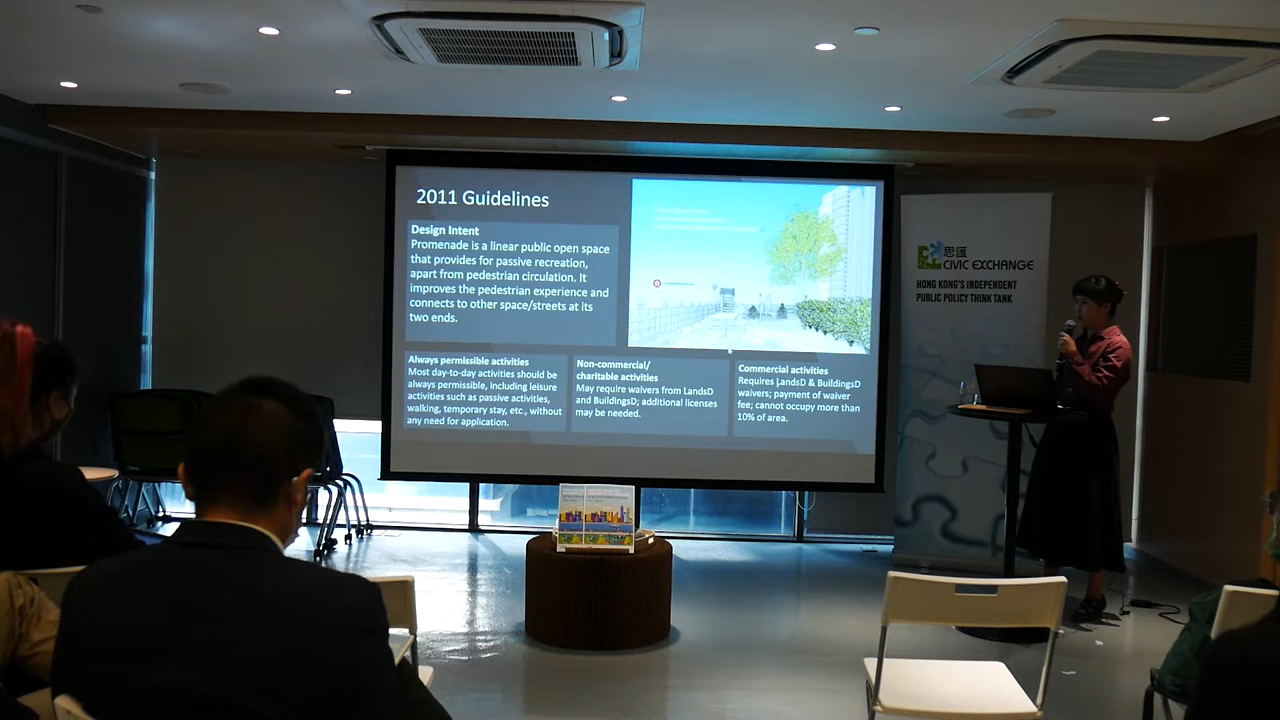 2011 Guidelines
Design Intent
Promenade is a linear public open space
that provides for passive recreation,
apart from pedestrian circulation. It
improves the pedestrian experience and
connects to other space/streets at its
two ends.
Always permissible activities
Most day-to-day activities should be
always permissible, including leisure
activities such as passive activities,
walking, temporary stay, etc., without
any need for application.
Non-commercial/
charitable activities
May require waivers from LandsD
and BuildingsD; additional licenses
may be needed.
Commercial activities
Requires LandsD & BuildingsD
waivers; payment of waiver
fee; cannot occupy more than
10% of area.
思匯
CIVIC EXCHANGE
HONG KONG'S INDEPENDENT
PUBLIC POLICY THINK TANK